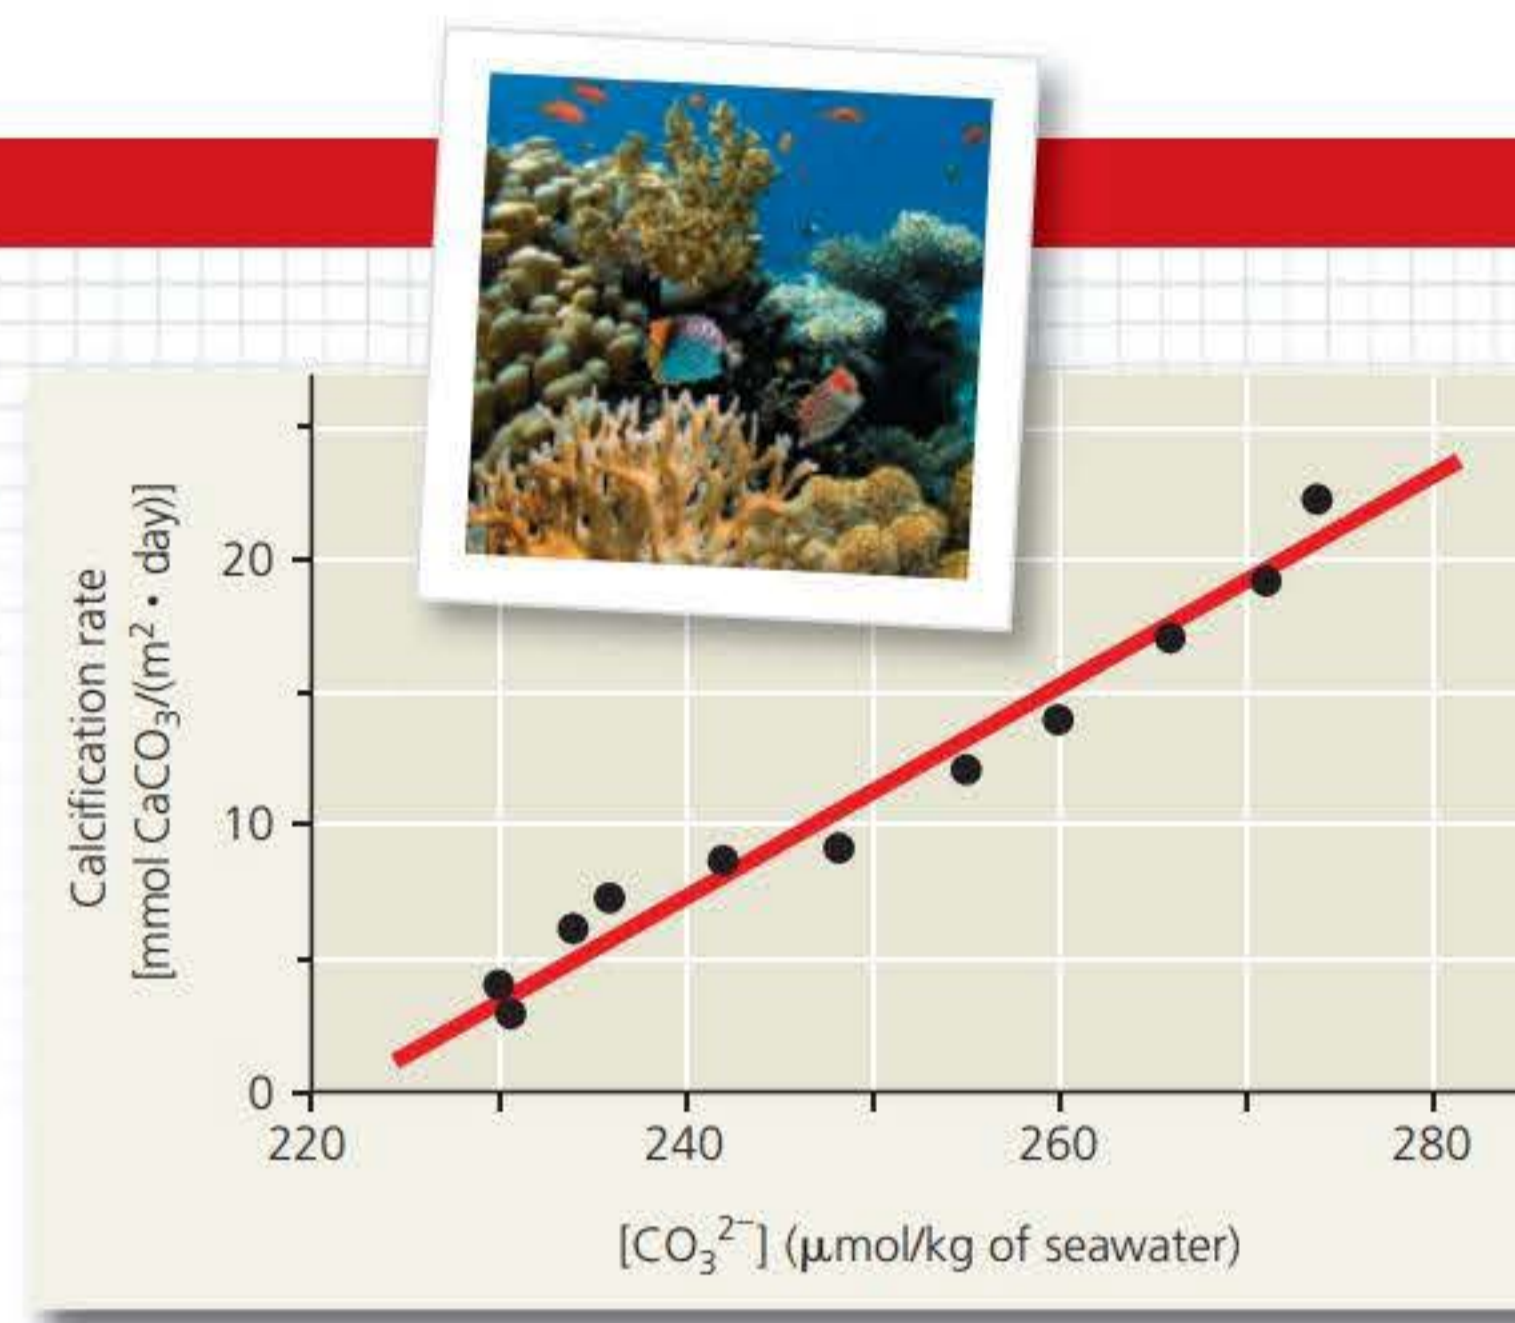 Calcification rate
[mmol CaCO₃/(m² • day)]
20
10
0
220 240 260 280
[CO₃²⁻] (μmol/kg of seawater)